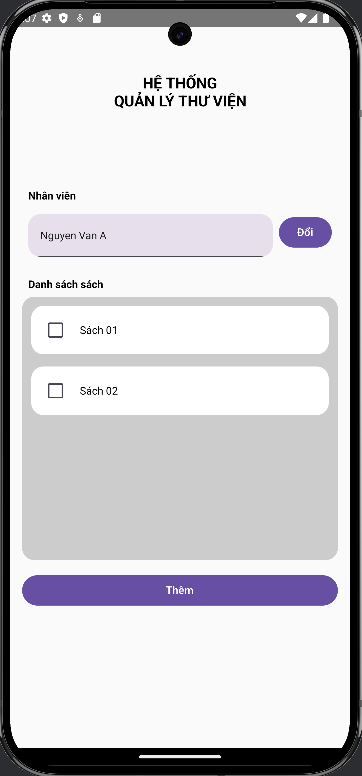 HỆ THỐNG
QUẢN LÝ THƯ VIỆN
Nhân viên
Nguyen Van A
Đổi
Danh sách sách
Sách 01
Sách 02
Thêm